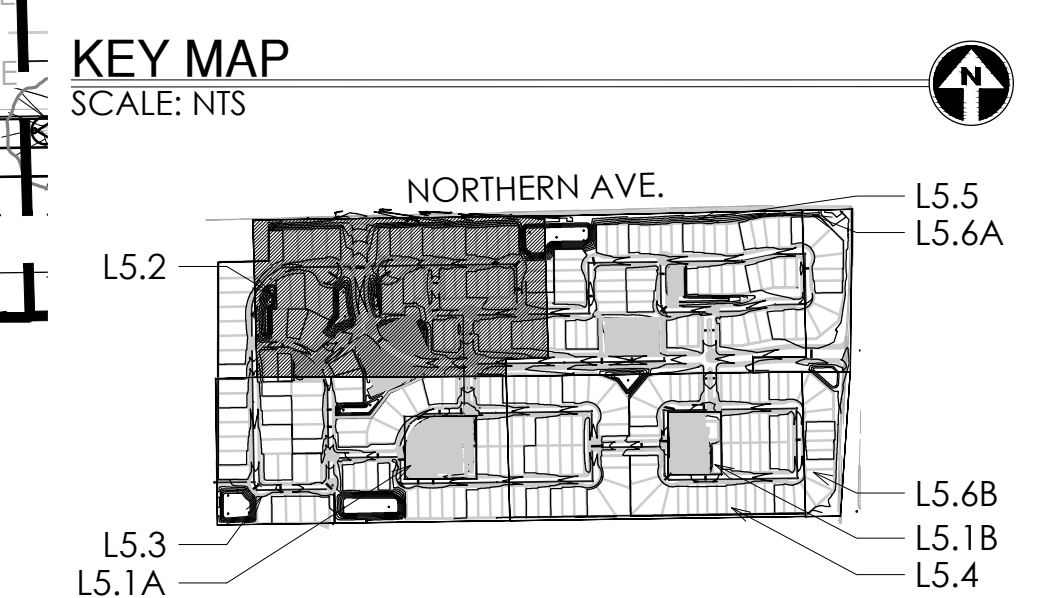 KEY MAP
SCALE: NTS
N
NORTHERN AVE.
L5.5
L5.6A
L5.2
L5.6B
L5.1B
L5.4
L5.3
L5.1A